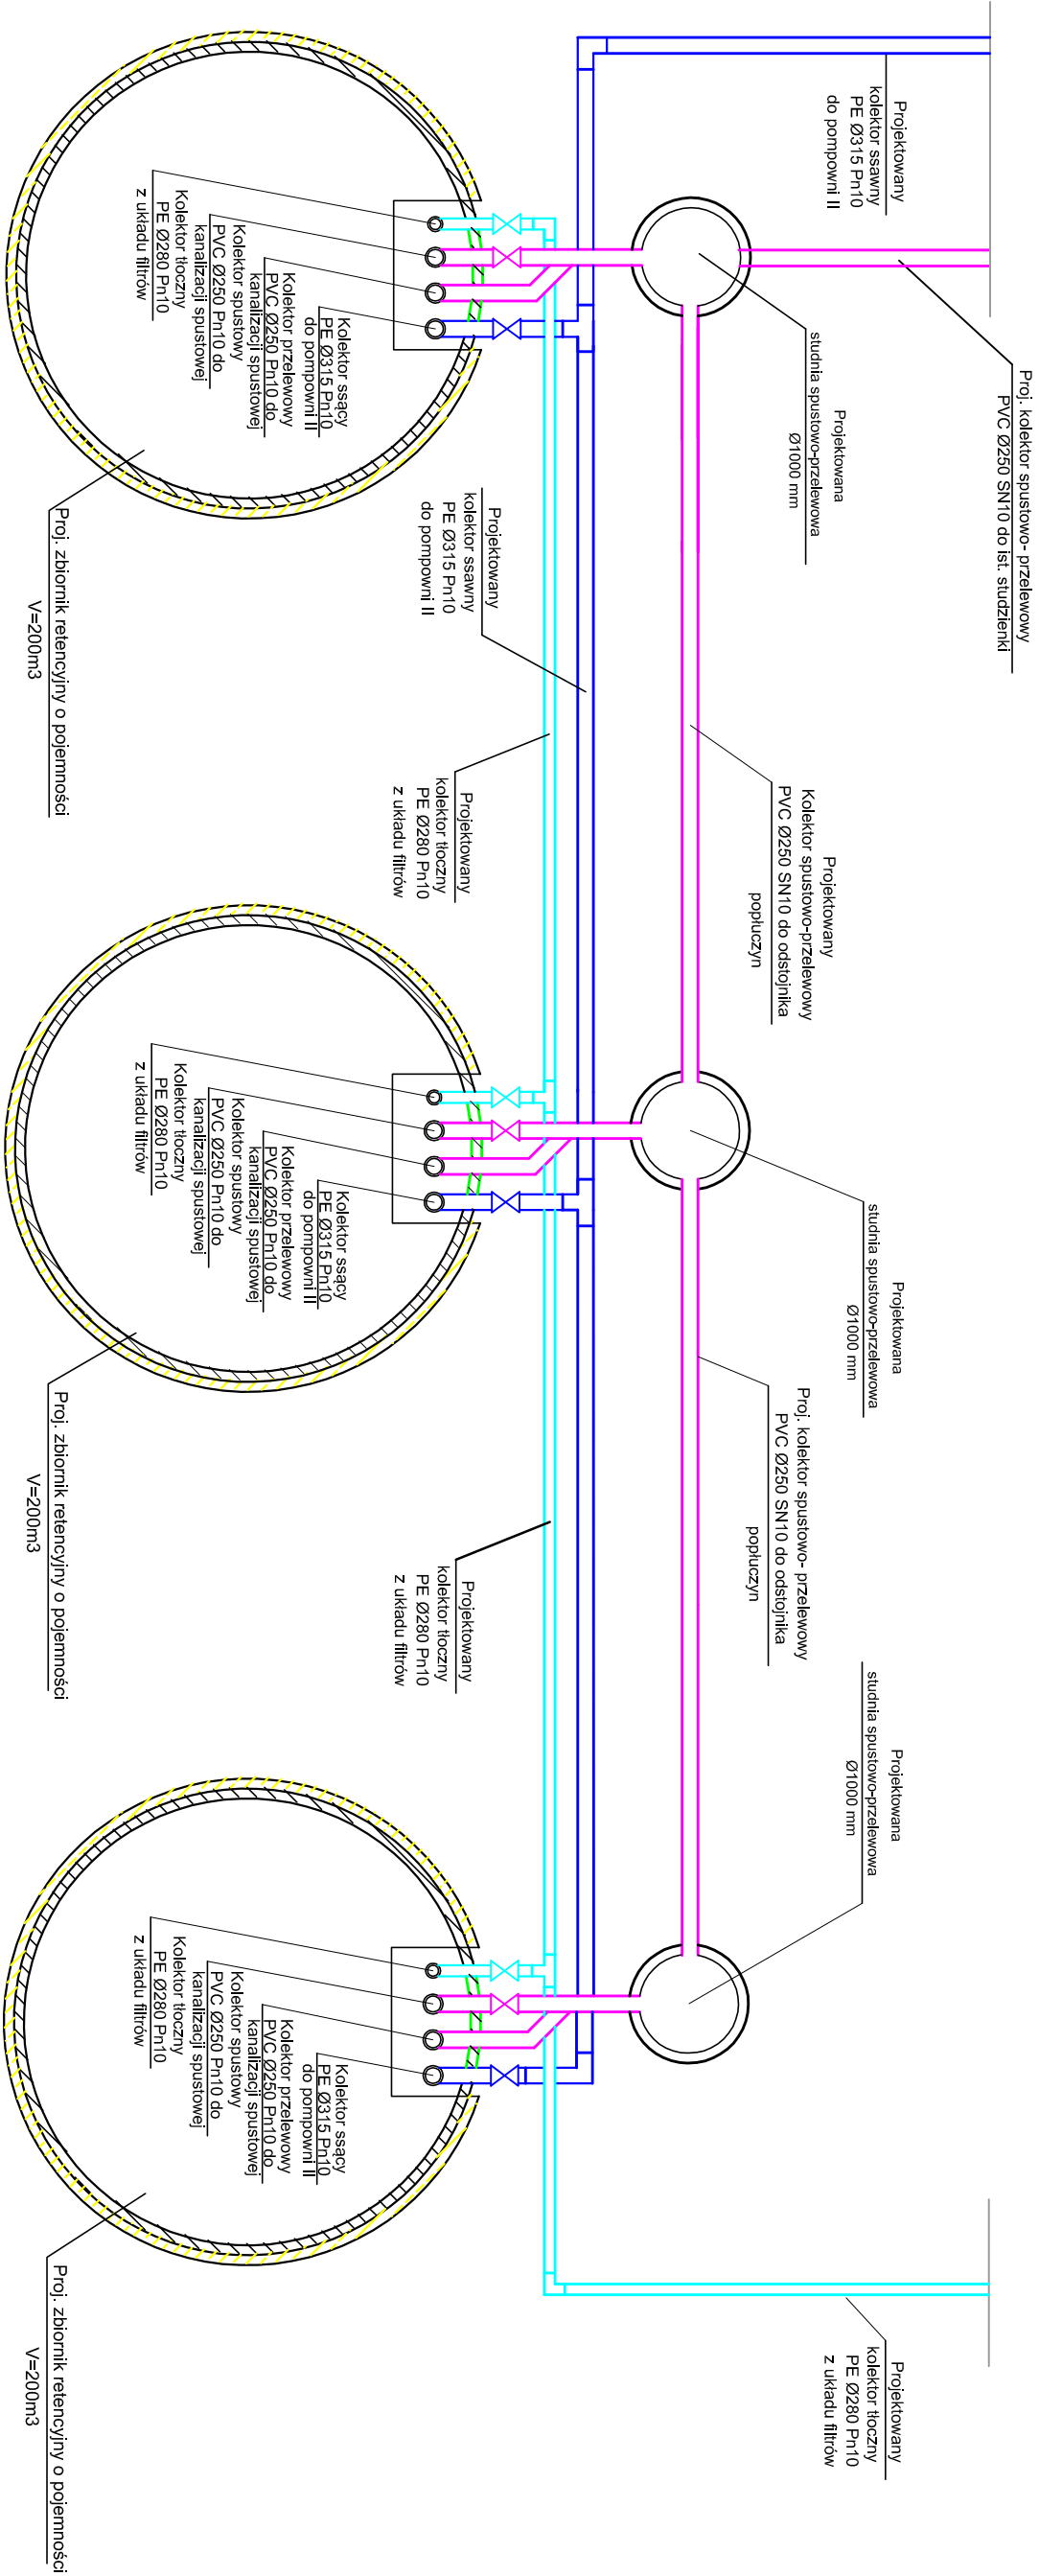 Proj. kolektor spustowo- przelewowy
PVC Ø250 SN10 do ist. studzienki
Projektowany
kolektor ssawny
PE Ø315 Pn10
do pompowni II
Projektowana
studnia spustowo-przelewowa
Ø1000 mm
Projektowany
Kolektor spustowo-przelewowy
PVC Ø250 SN10 do odstojnika
popłuczyn
Projektowana
studnia spustowo-przelewowa
Ø1000 mm
Proj. kolektor spustowo- przelewowy
PVC Ø250 SN10 do odstojnika
popłuczyn
Projektowana
studnia spustowo-przelewowa
Ø1000 mm
Projektowany
kolektor tłoczny
PE Ø280 Pn10
z układu filtrów
Projektowany
kolektor ssawny
PE Ø315 Pn10
do pompowni II
Projektowany
kolektor tłoczny
PE Ø280 Pn10
z układu filtrów
Projektowany
kolektor tłoczny
PE Ø280 Pn10
z układu filtrów
Kolektor ssący
PE Ø315 Pn10
do pompowni II
Kolektor przelewowy
PVC Ø250 Pn10 do
kanalizacji spustowej
Kolektor spustowy
PVC Ø250 Pn10 do
kanalizacji spustowej
Kolektor tłoczny
PE Ø280 Pn10
z układu filtrów
Proj. zbiornik retencyjny o pojemności
V=200m3
Kolektor ssący
PE Ø315 Pn10
do pompowni II
Kolektor przelewowy
PVC Ø250 Pn10 do
kanalizacji spustowej
Kolektor spustowy
PVC Ø250 Pn10 do
kanalizacji spustowej
Kolektor tłoczny
PE Ø280 Pn10
z układu filtrów
Proj. zbiornik retencyjny o pojemności
V=200m3
Kolektor ssący
PE Ø315 Pn10
do pompowni II
Kolektor przelewowy
PVC Ø250 Pn10 do
kanalizacji spustowej
Kolektor spustowy
PVC Ø250 Pn10 do
kanalizacji spustowej
Kolektor tłoczny
PE Ø280 Pn10
z układu filtrów
Proj. zbiornik retencyjny o pojemności
V=200m3